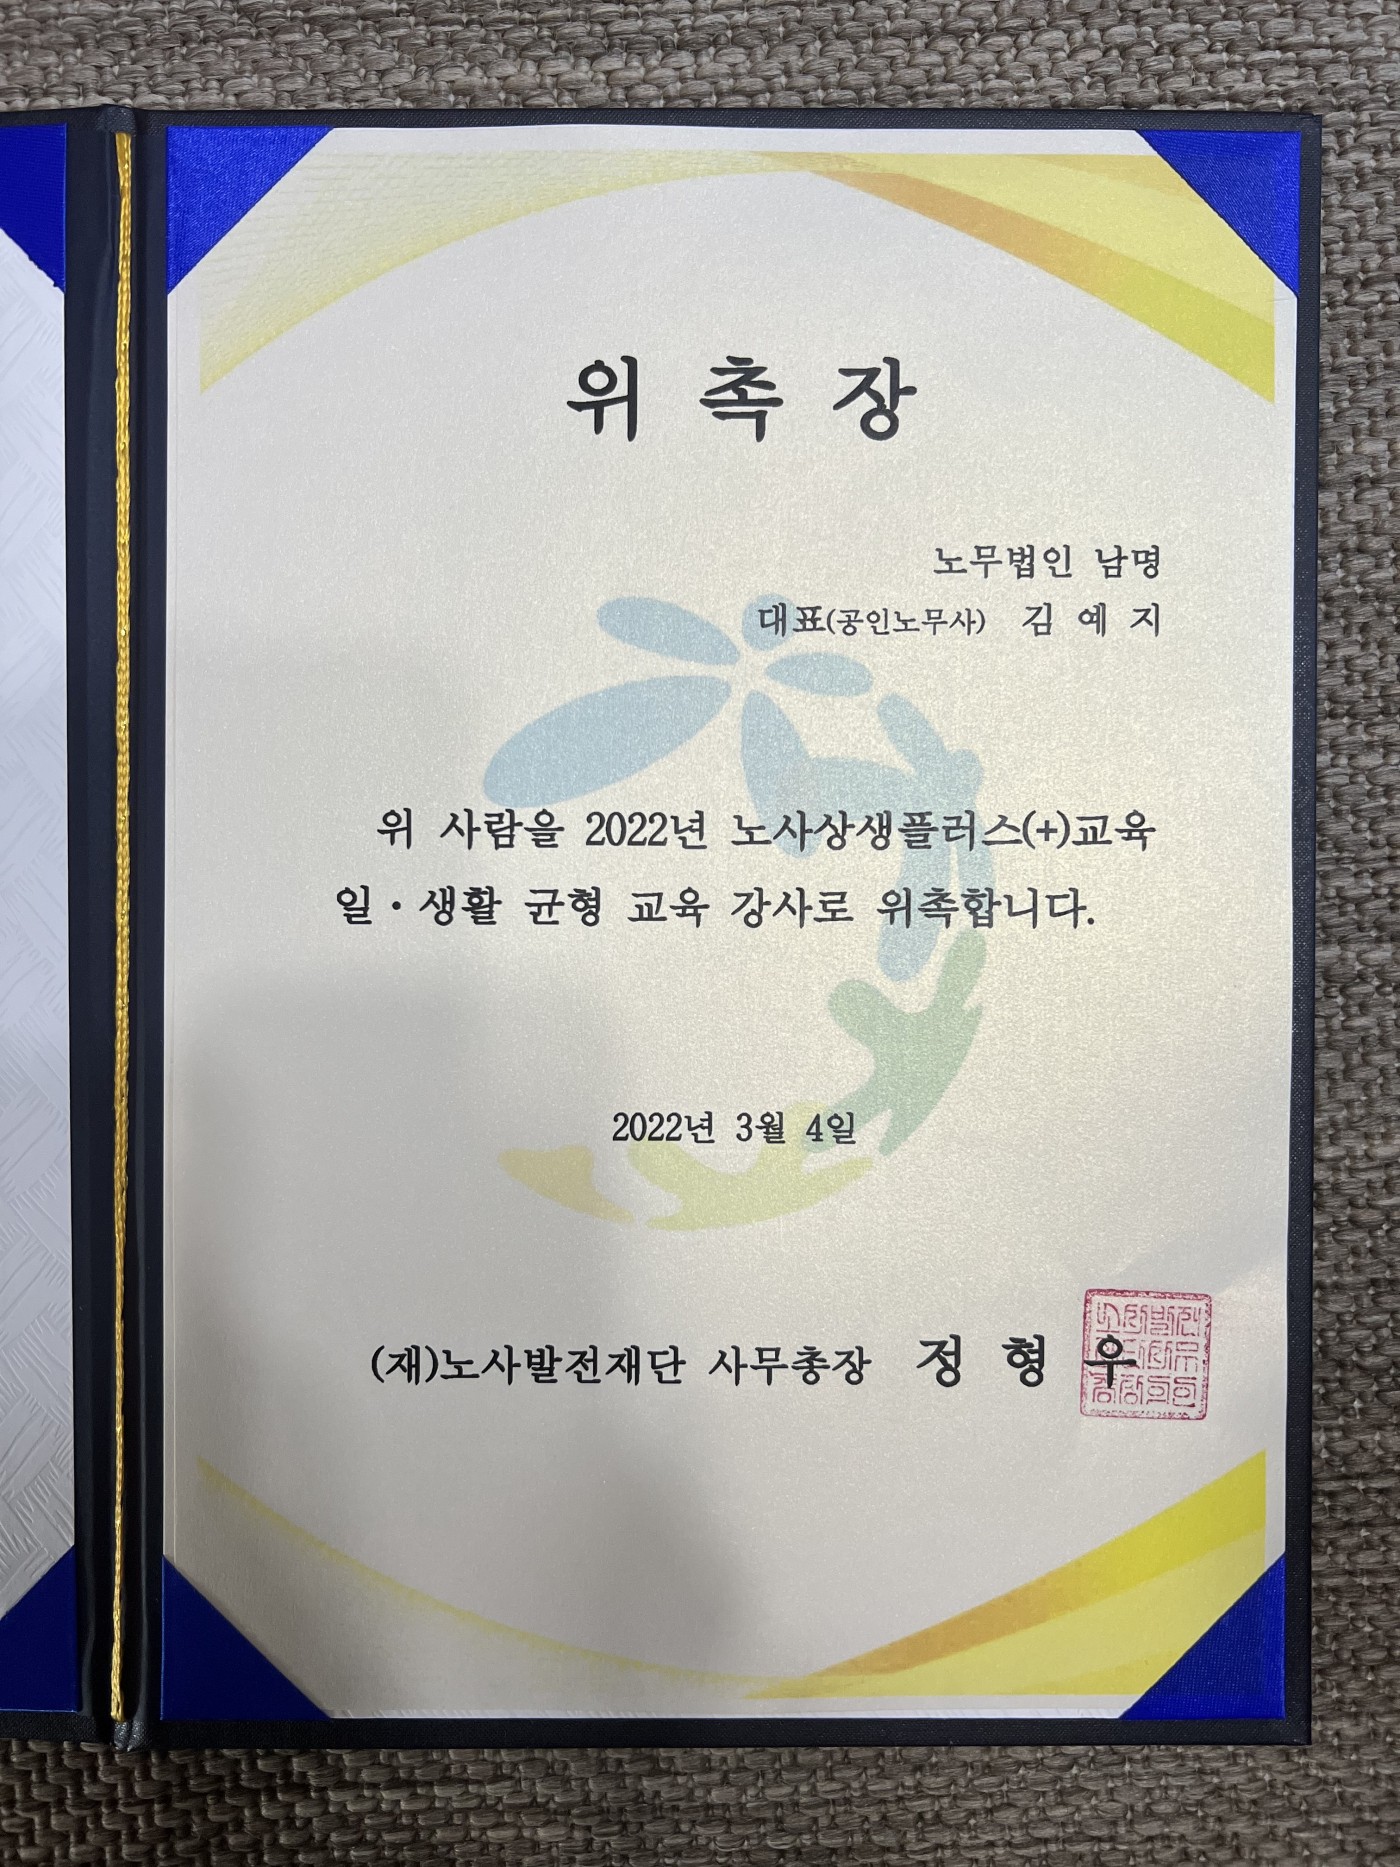 위 촉 장
노무법인 남명
대표(공인노무사) 김 예 지
위 사람을 2022년 노사상생플러스(+)교육
일·생활 균형 교육 강사로 위촉합니다.
2022년 3월 4일
(재)노사발전재단 사무총장 정 형 우